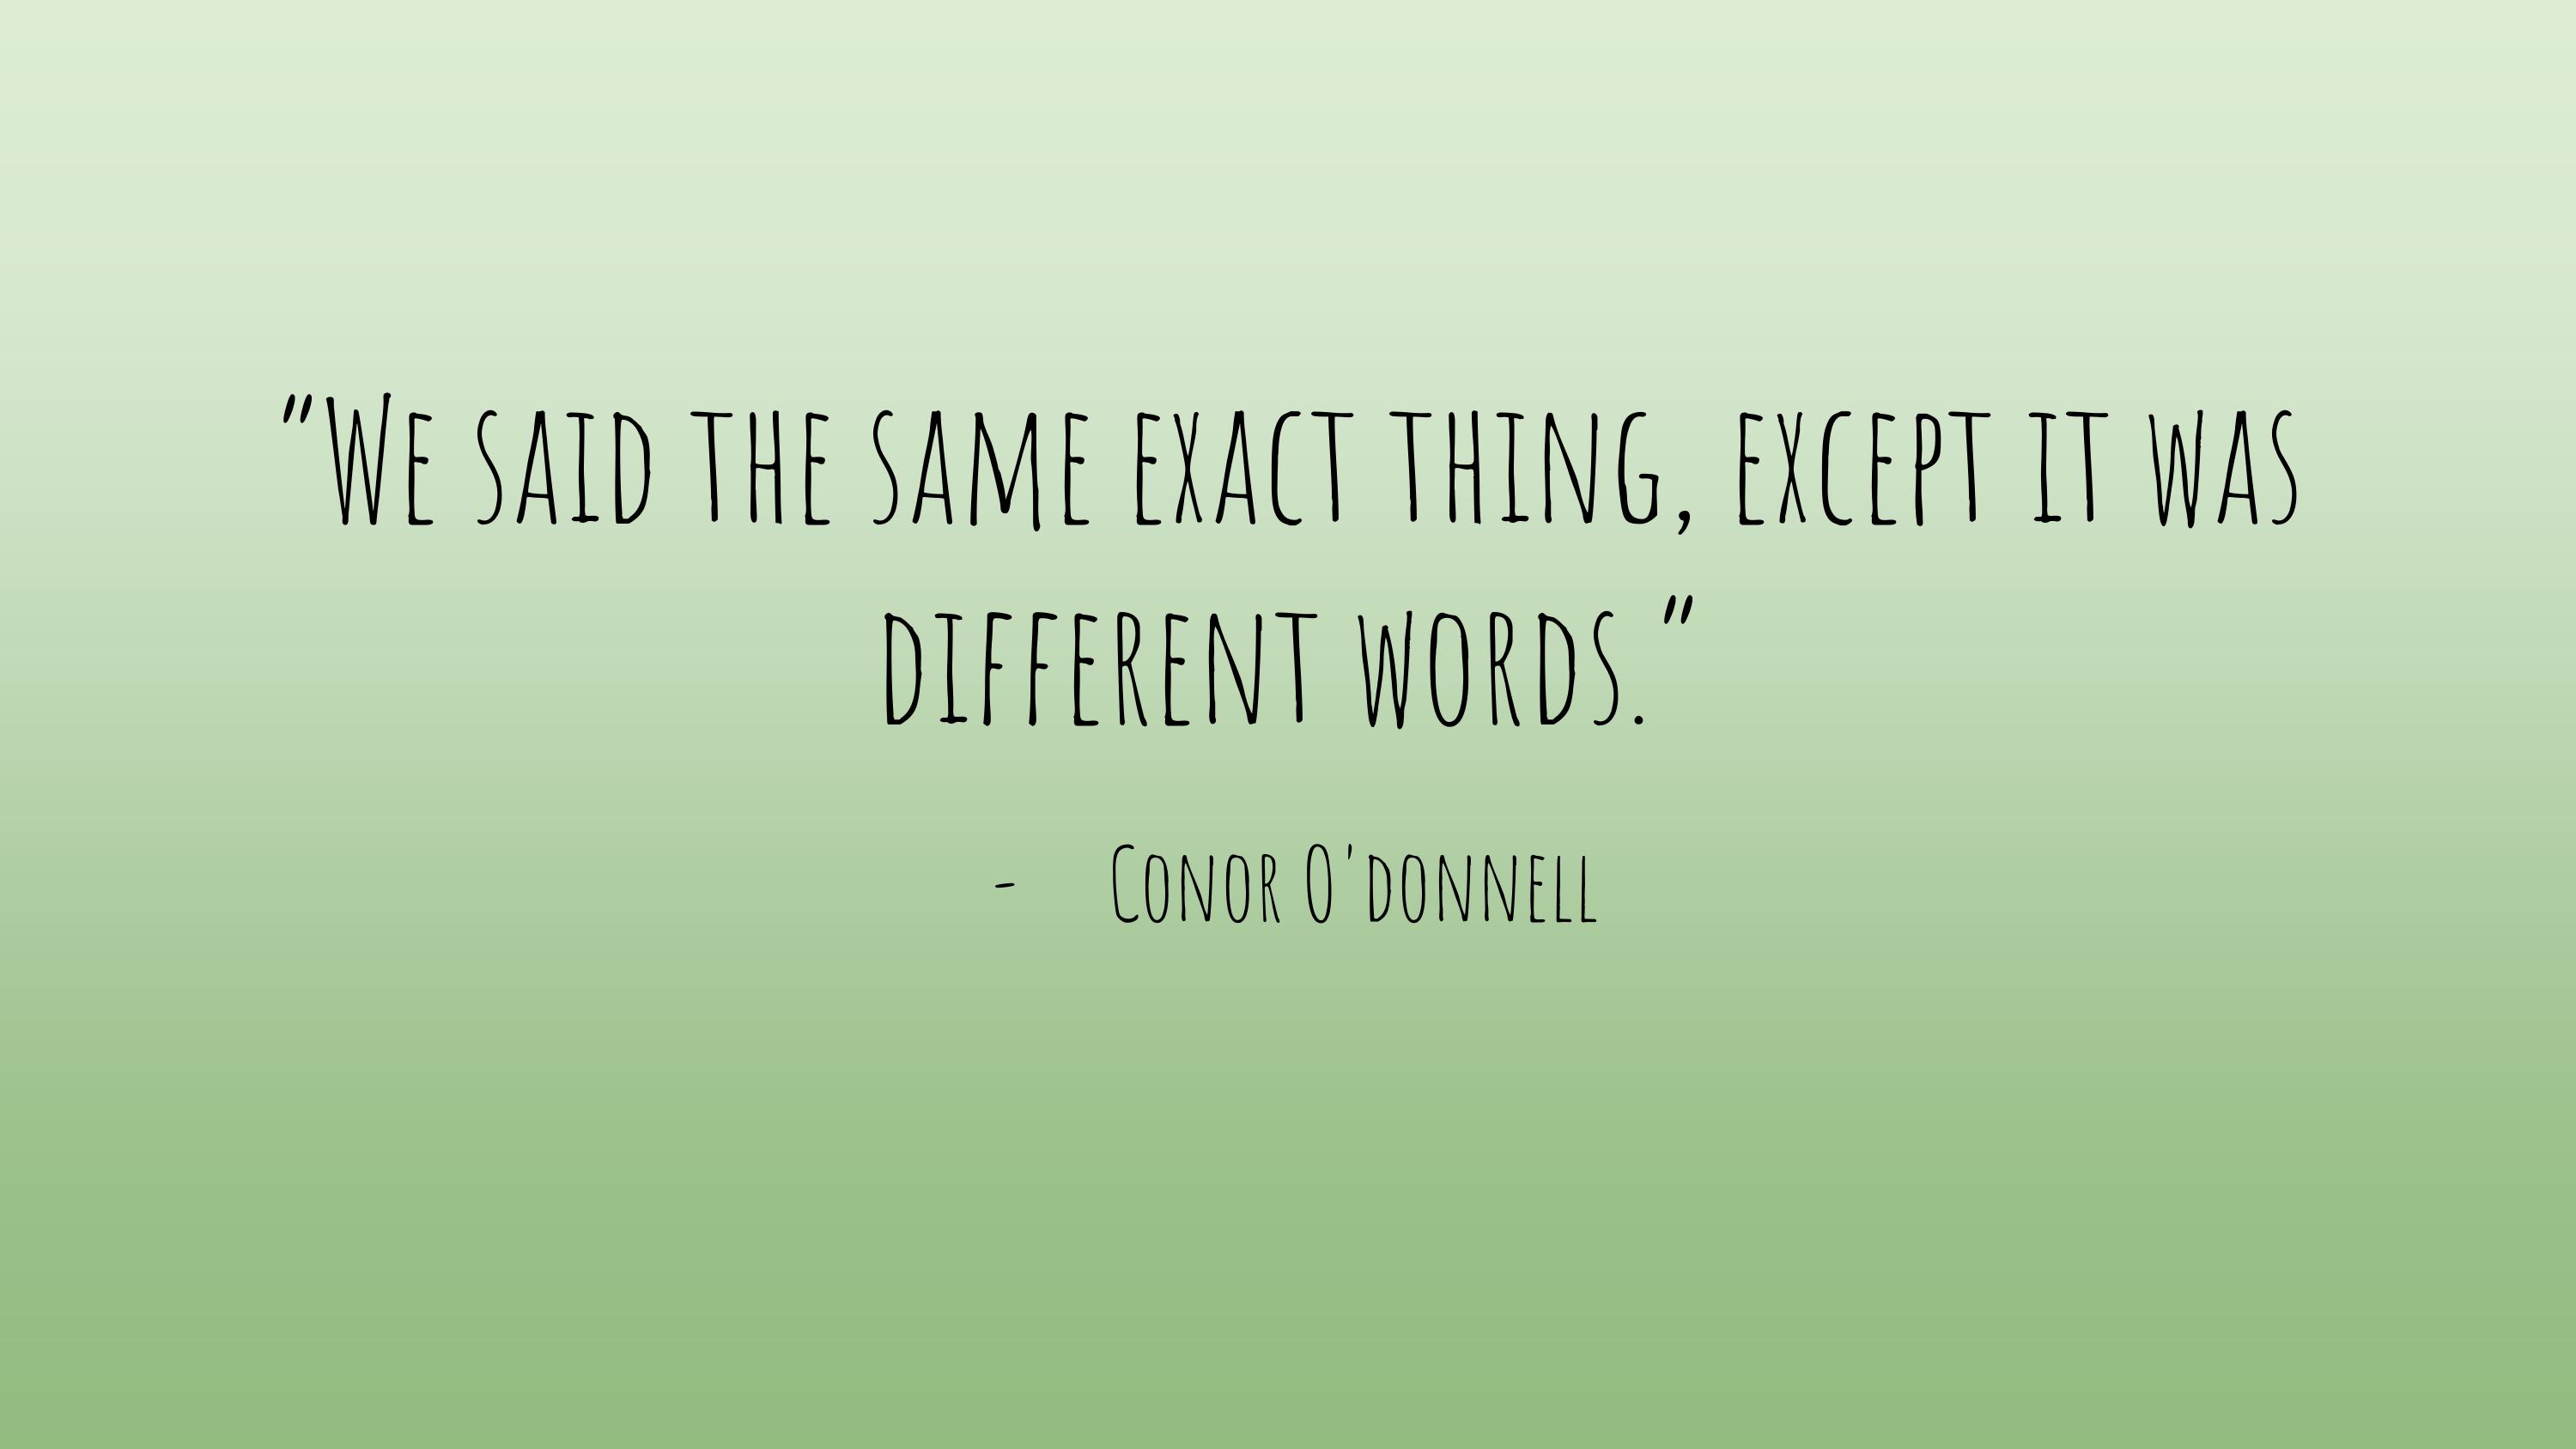 “We said the same exact thing, except it was
different words.”
- Conor O'donnell